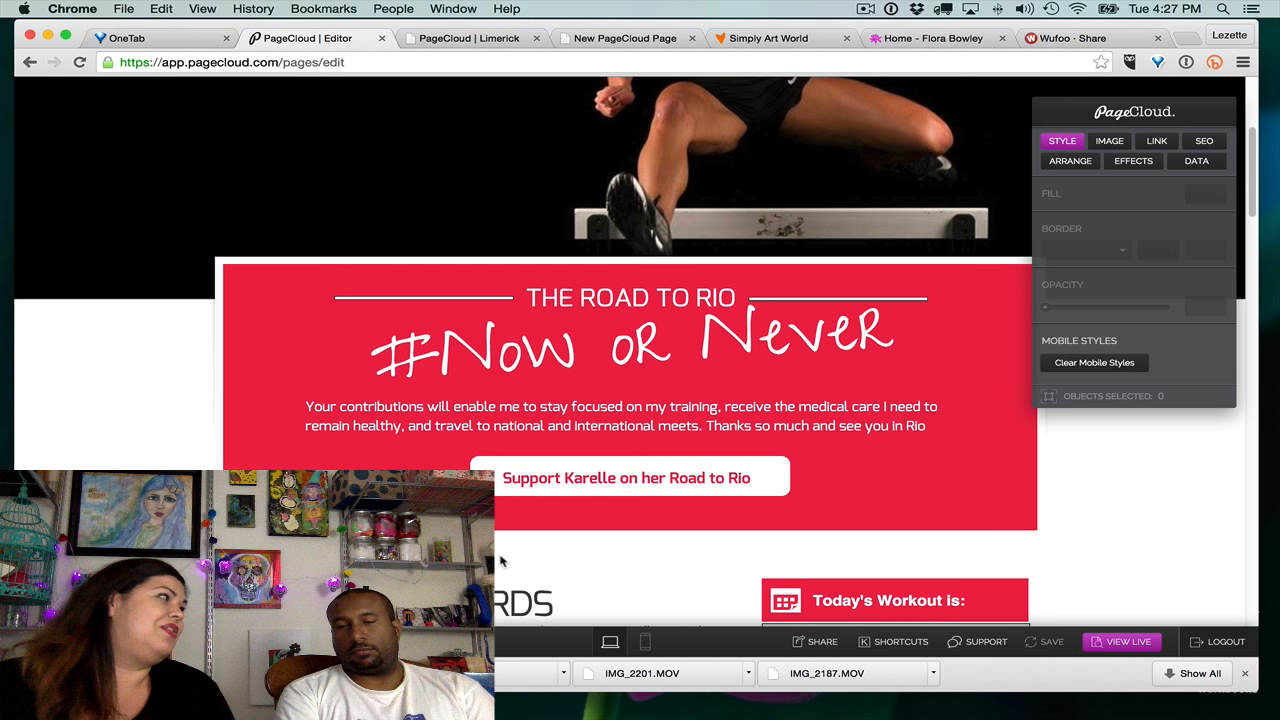 Chrome File Edit View History Bookmarks People Window Help Tue 4:27 PM
OneTab PageCloud | Editor PageCloud | Limerick New PageCloud Page Simply Art World Home - Flora Bowley Wufoo · Share Lezette
https://app.pagecloud.com/pages/edit
PageCloud.
STYLE IMAGE LINK SEO
ARRANGE EFFECTS DATA
FILL
BORDER
OPACITY
MOBILE STYLES
Clear Mobile Styles
OBJECTS SELECTED: 0
THE ROAD TO RIO
#Now or Never
Your contributions will enable me to stay focused on my training, receive the medical care I need to
remain healthy, and travel to national and international meets. Thanks so much and see you in Rio
Support Karelle on her Road to Rio
RDS
Today's Workout is:
SHARE SHORTCUTS SUPPORT SAVE VIEW LIVE LOGOUT
IMG_2201.MOV IMG_2187.MOV Show All